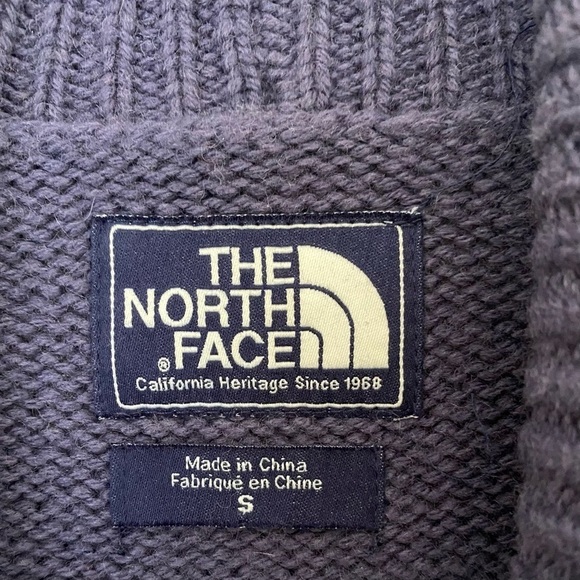 THE
NORTH
FACE
®
California Heritage Since 1968
Made in China
Fabriqué en Chine
S